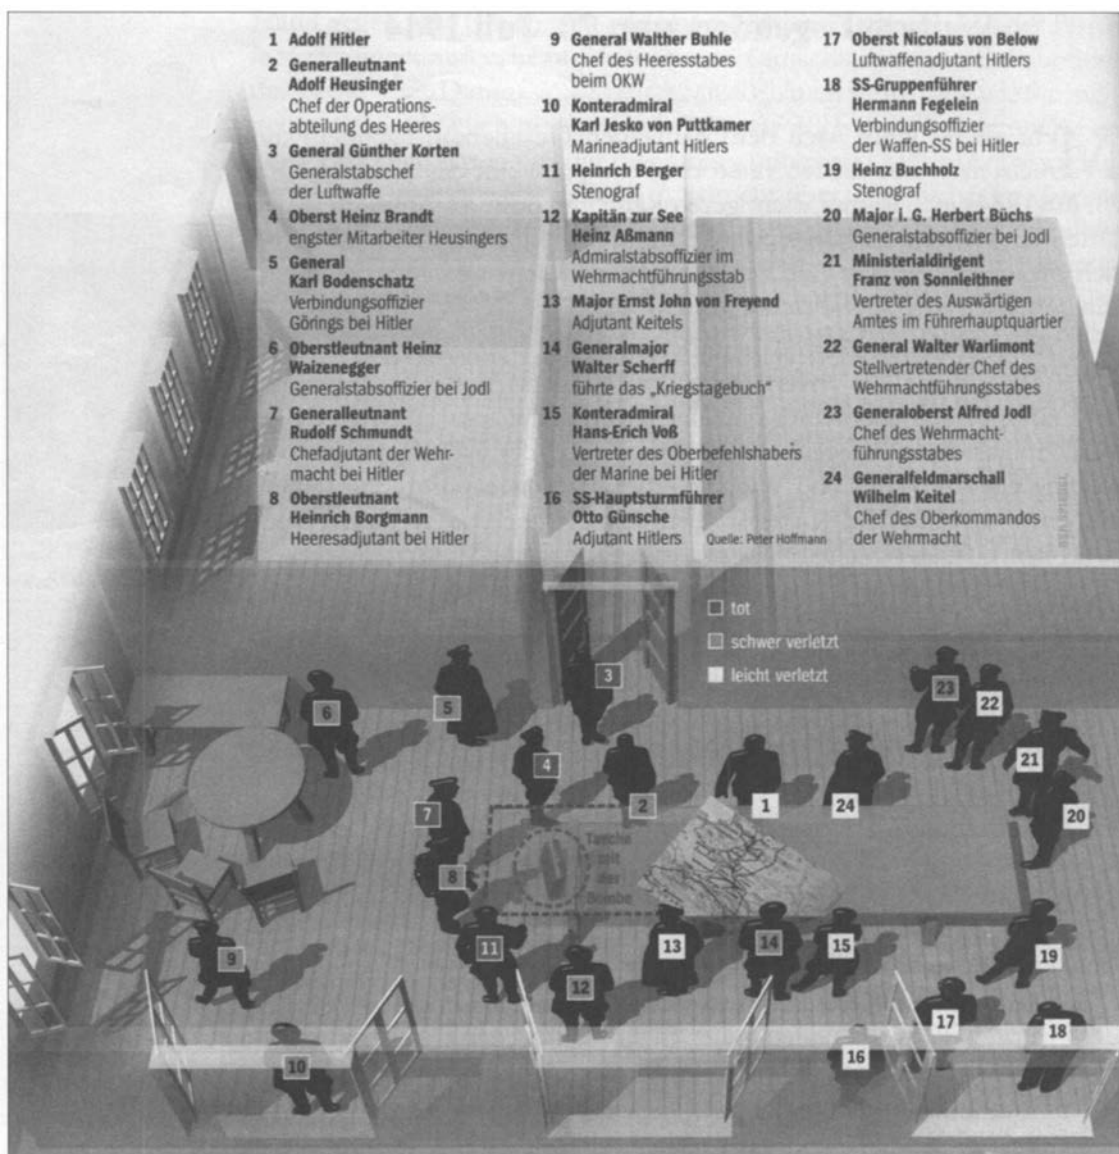 1 Adolf Hitler
2 Generalleutnant
Adolf Heusinger
Chef der Operations-
abteilung des Heeres
3 General Günther Korten
Generalstabschef
der Luftwaffe
4 Oberst Heinz Brandt
engster Mitarbeiter Heusingers
5 General
Karl Bodenschatz
Verbindungsoffizier
Görings bei Hitler
6 Oberstleutnant Heinz
Waizenegger
Generalstabsoffizier bei Jodl
7 Generalleutnant
Rudolf Schmundt
Chefadjutant der Wehr-
macht bei Hitler
8 Oberstleutnant
Heinrich Borgmann
Heeresadjutant bei Hitler
9 General Walther Buhle
Chef des Heeresstabes
beim OKW
10 Konteradmiral
Karl Jesko von Puttkamer
Marineadjutant Hitlers
11 Heinrich Berger
Stenograf
12 Kapitän zur See
Heinz Aßmann
Admiralstabsoffizier im
Wehrmachtführungsstab
13 Major Ernst John von Freyend
Adjutant Keitels
14 Generalmajor
Walter Scherff
führte das „Kriegstagebuch“
15 Konteradmiral
Hans-Erich Voß
Vertreter des Oberbefehlshabers
der Marine bei Hitler
16 SS-Hauptsturmführer
Otto Günsche
Adjutant Hitlers
17 Oberst Nicolaus von Below
Luftwaffenadjutant Hitlers
18 SS-Gruppenführer
Hermann Fegelein
Verbindungsoffizier
der Waffen-SS bei Hitler
19 Heinz Buchholz
Stenograf
20 Major i. G. Herbert Büchs
Generalstabsoffizier bei Jodl
21 Ministerialdirigent
Franz von Sonnleithner
Vertreter des Auswärtigen
Amtes im Führerhauptquartier
22 General Walter Warlimont
Stellvertretender Chef des
Wehrmachtführungsstabes
23 Generaloberst Alfred Jodl
Chef des Wehrmacht-
führungsstabes
24 Generalfeldmarschall
Wilhelm Keitel
Chef des Oberkommandos
der Wehrmacht
Quelle: Peter Hoffmann
DER SPIEGEL
tot
schwer verletzt
leicht verletzt
3
23
22
6
5
4
21
7
2
1
24
20
Tasche
mit
der
Bombe
8
11
13
14
15
19
9
12
17
18
10
16